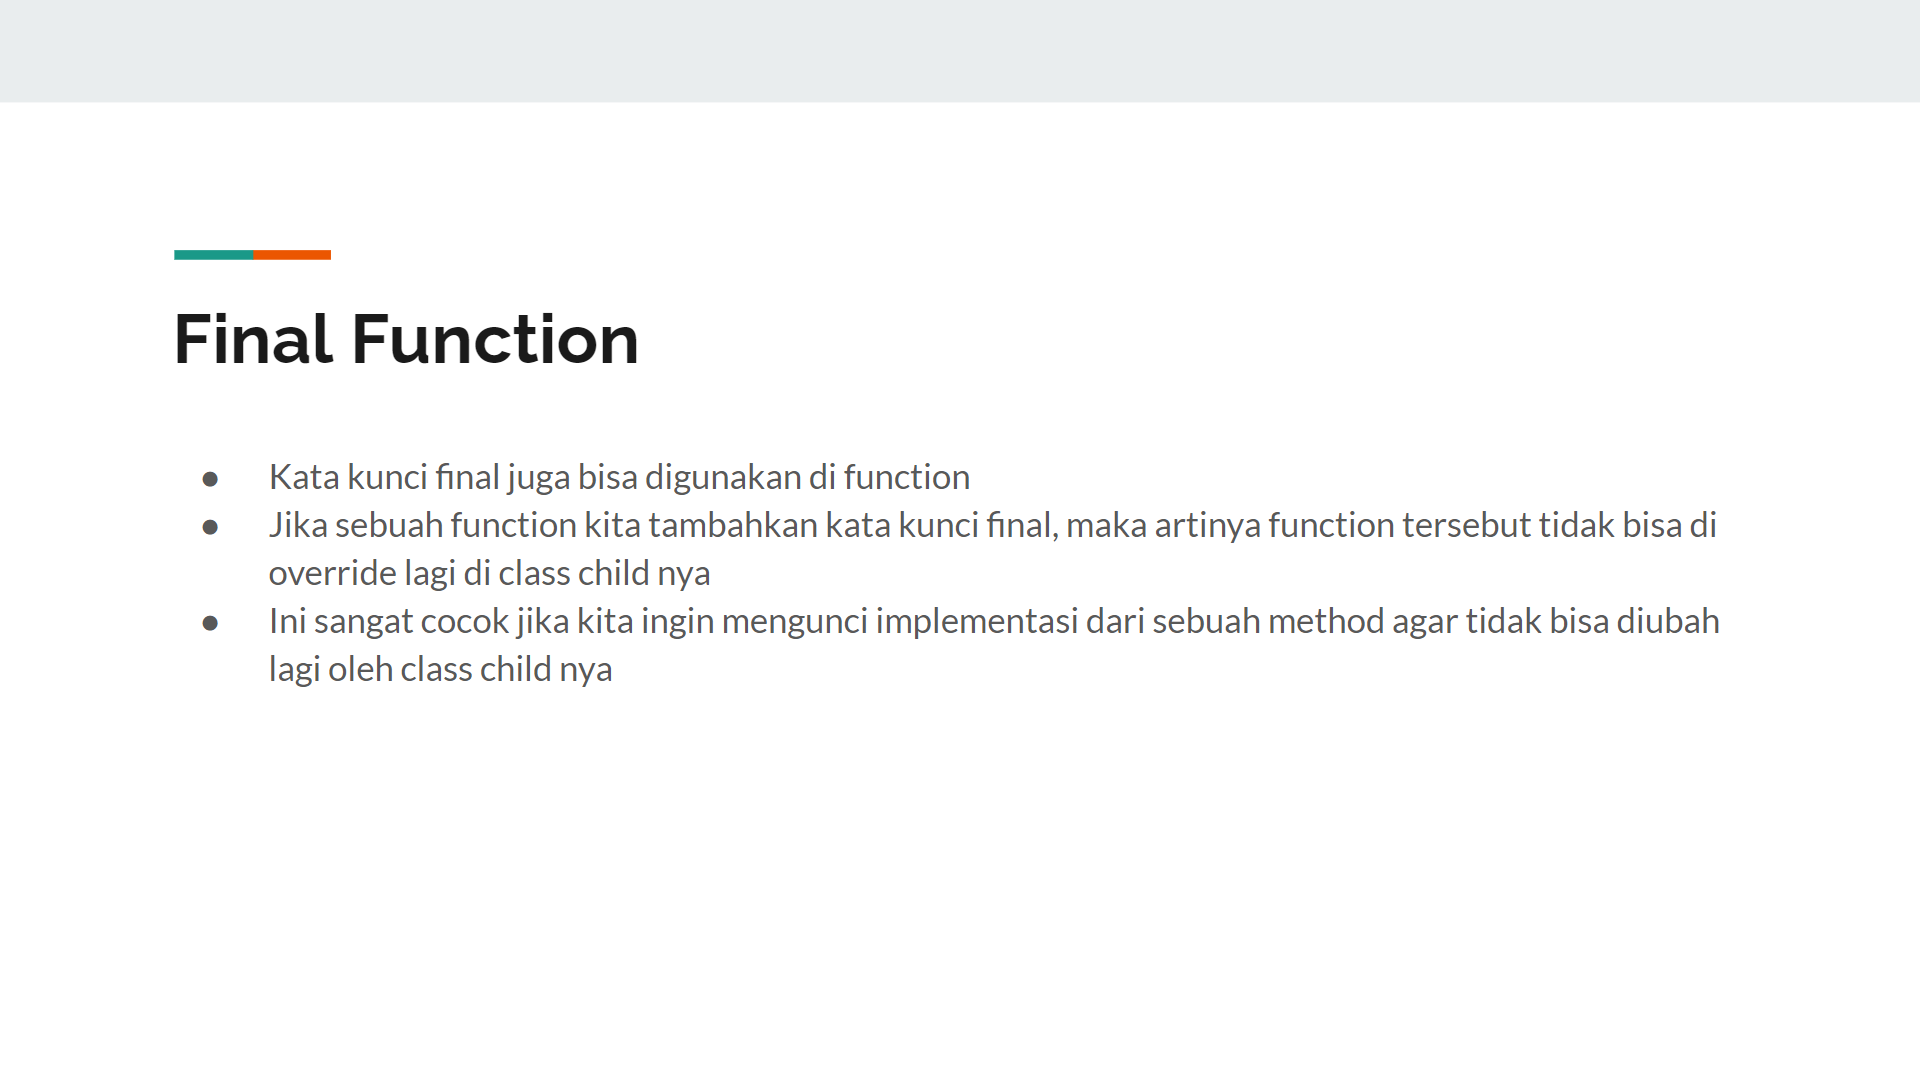 Final Function
● Kata kunci final juga bisa digunakan di function
● Jika sebuah function kita tambahkan kata kunci final, maka artinya function tersebut tidak bisa di
override lagi di class child nya
● Ini sangat cocok jika kita ingin mengunci implementasi dari sebuah method agar tidak bisa diubah
lagi oleh class child nya